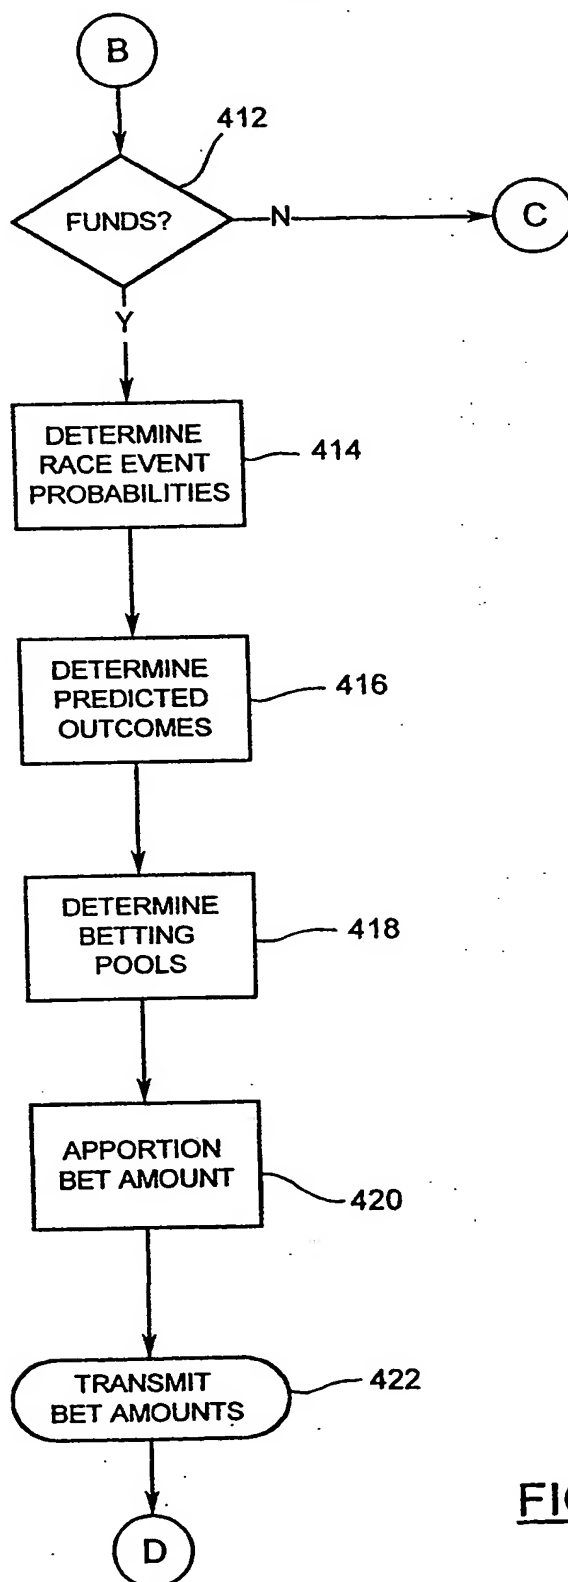 B
412
FUNDS?
N
C
Y
DETERMINE
RACE EVENT
PROBABILITIES
414
DETERMINE
PREDICTED
OUTCOMES
416
DETERMINE
BETTING
POOLS
418
APPORTION
BET AMOUNT
420
TRANSMIT
BET AMOUNTS
422
D